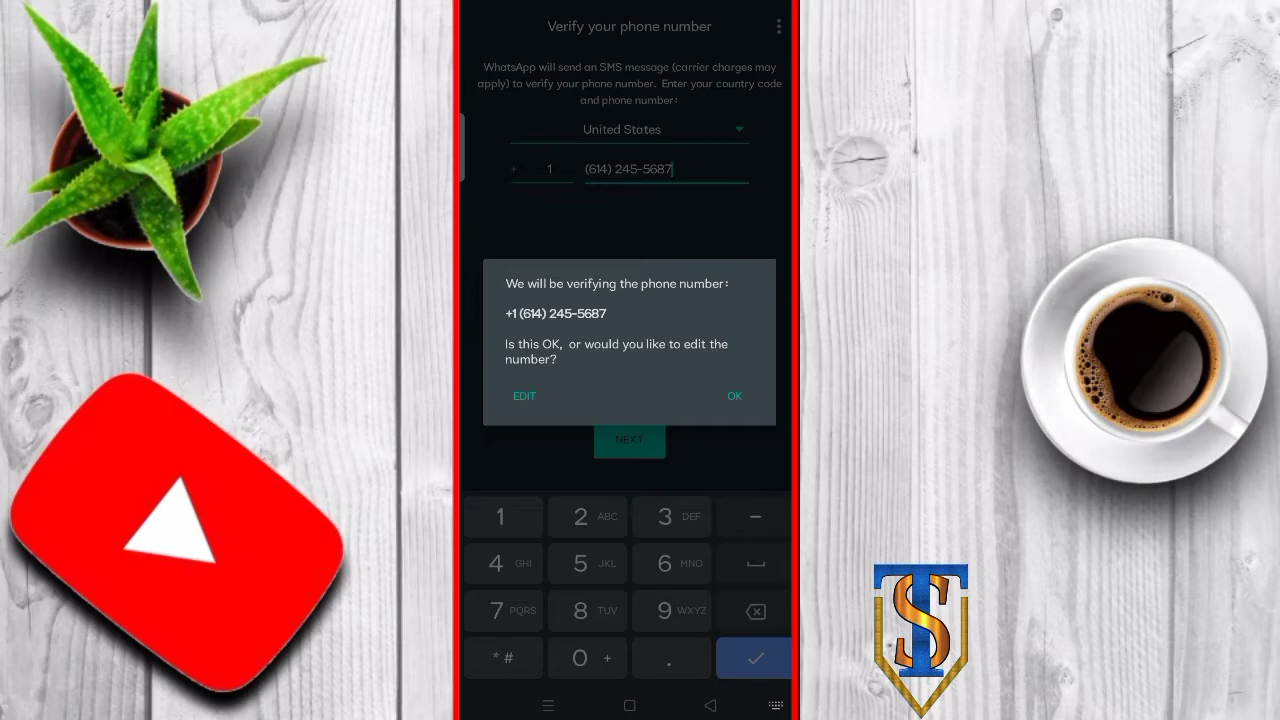 Verify your phone number
WhatsApp will send an SMS message (carrier charges may
apply) to verify your phone number. Enter your country code
and phone number:
United States
+ 1 (614) 245-5687
We will be verifying the phone number:
+1 (614) 245-5687
Is this OK, or would you like to edit the
number?
EDIT OK
NEXT
1 2 ABC 3 DEF -
4 GHI 5 JKL 6 MNO
7 PQRS 8 TUV 9 WXYZ
* # 0 + .
TS